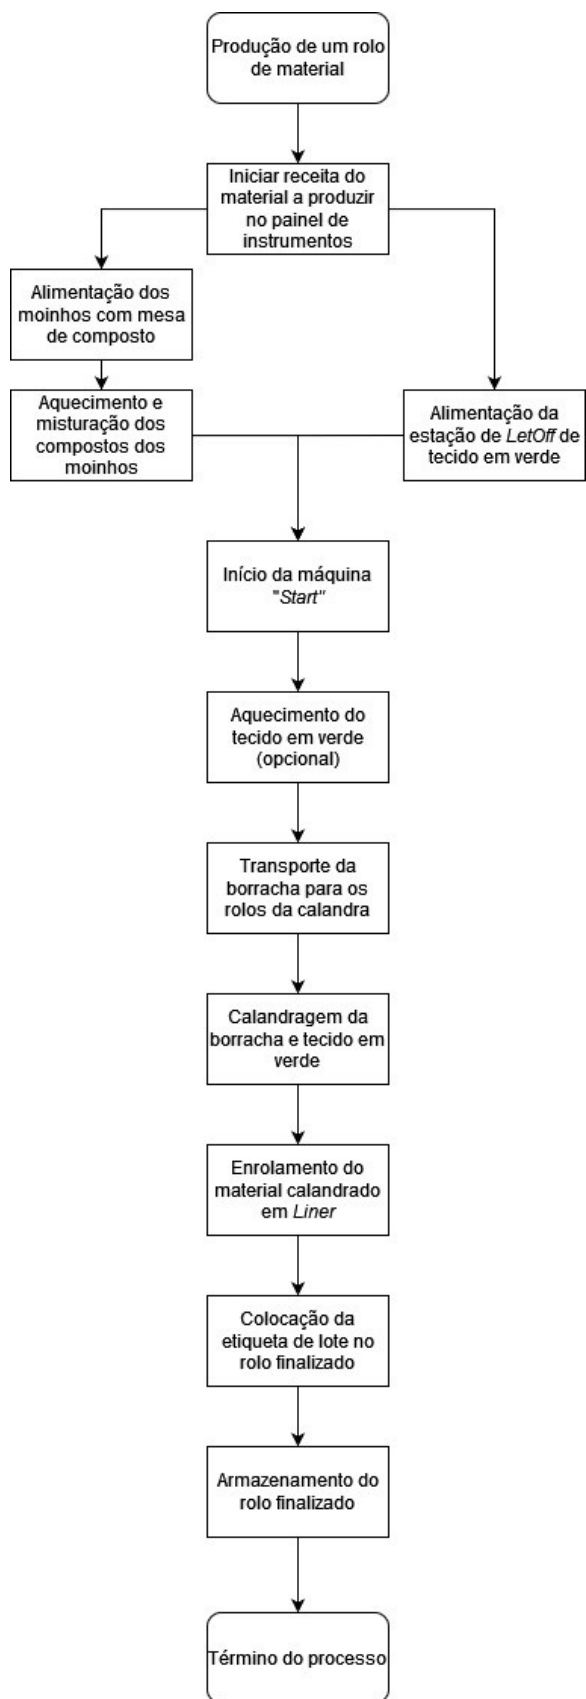 Produção de um rolo
de material
Iniciar receita do
material a produzir
no painel de
instrumentos
Alimentação dos
moinhos com mesa
de composto
Aquecimento e
misturação dos
compostos dos
moinhos
Alimentação da
estação de LetOff de
tecido em verde
Início da máquina
"Start"
Aquecimento do
tecido em verde
(opcional)
Transporte da
borracha para os
rolos da calandra
Calandragem da
borracha e tecido em
verde
Enrolamento do
material calandrado
em Liner
Colocação da
etiqueta de lote no
rolo finalizado
Armazenamento do
rolo finalizado
Término do processo